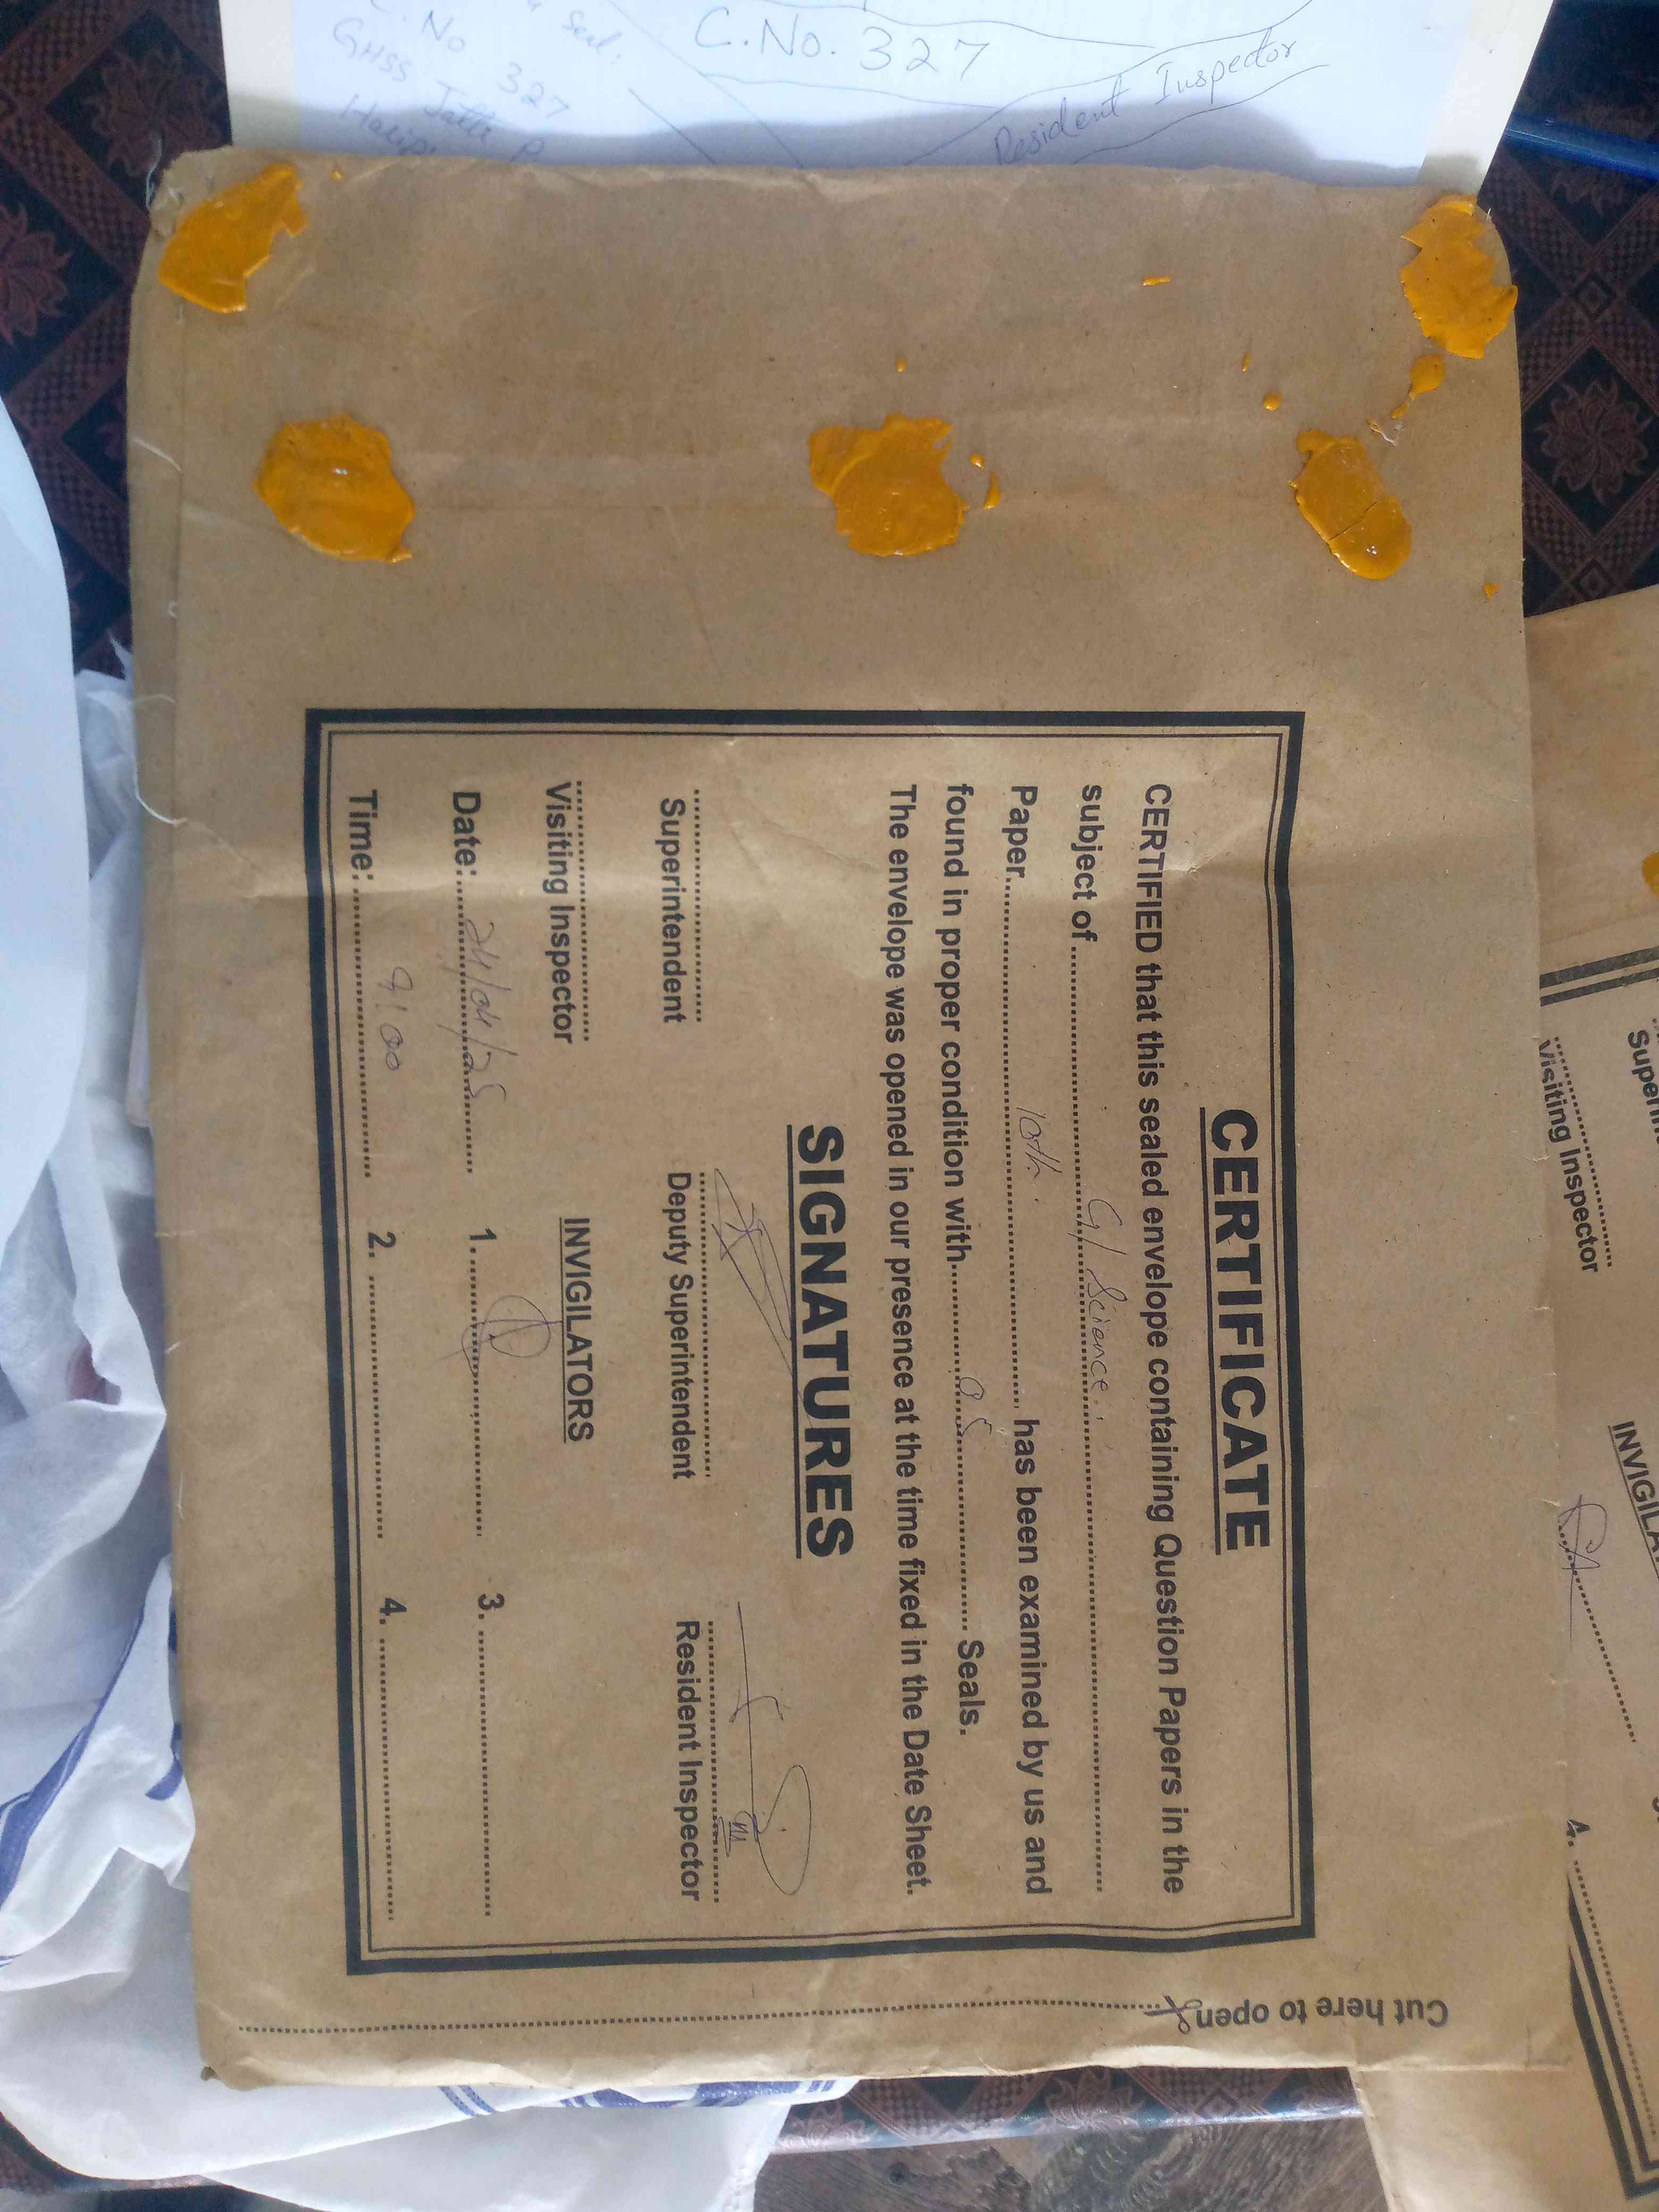 C. No. 327
Resident Inspector
Seal:
C. No 327
GHSS Jatti
CERTIFICATE
CERTIFIED that this sealed envelope containing Question Papers in the
subject of G/Science
Paper 10th. has been examined by us and
found in proper condition with 05 Seals.
The envelope was opened in our presence at the time fixed in the Date Sheet.
SIGNATURES
Superintendent Deputy Superintendent Resident Inspector
Visiting Inspector INVIGILATORS
Date: 24/04/25 1. 3.
Time: 9:00 2. 4.
Cut here to open
Visiting Inspector
4.